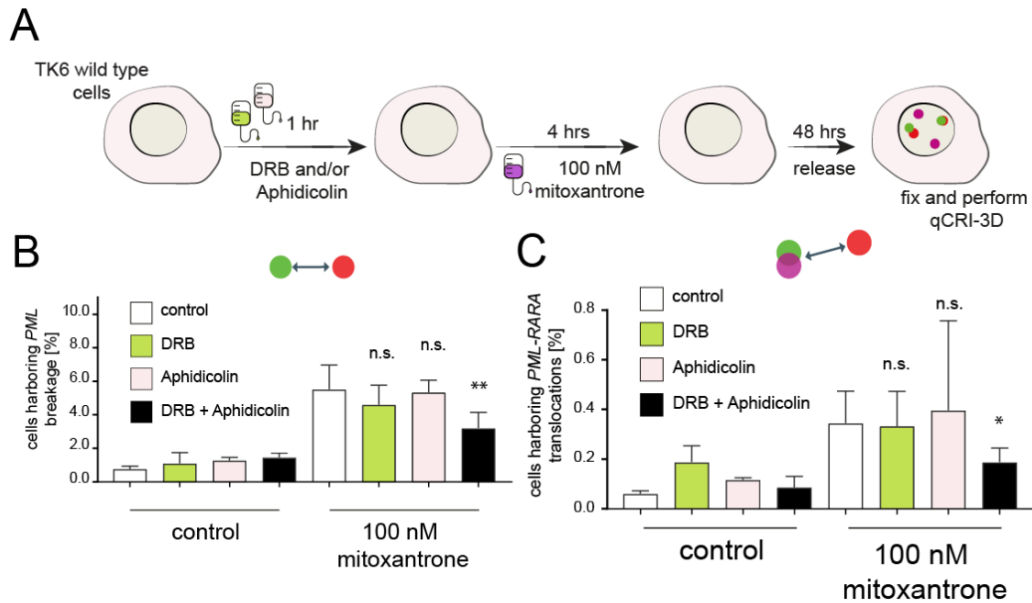 A
TK6 wild type
cells
1 hr
DRB and/or
Aphidicolin
4 hrs
100 nM
mitoxantrone
48 hrs
release
fix and perform
qCRI-3D
B
cells harboring PML
breakage [%]
10.0
8.0
6.0
4.0
2.0
0.0
control
DRB
Aphidicolin
DRB + Aphidicolin
n.s.
n.s.
**
control
100 nM
mitoxantrone
C
cells harboring PML-RARA
translocations [%]
0.8
0.6
0.4
0.2
0.0
control
DRB
Aphidicolin
DRB + Aphidicolin
n.s.
n.s.
*
control
100 nM
mitoxantrone